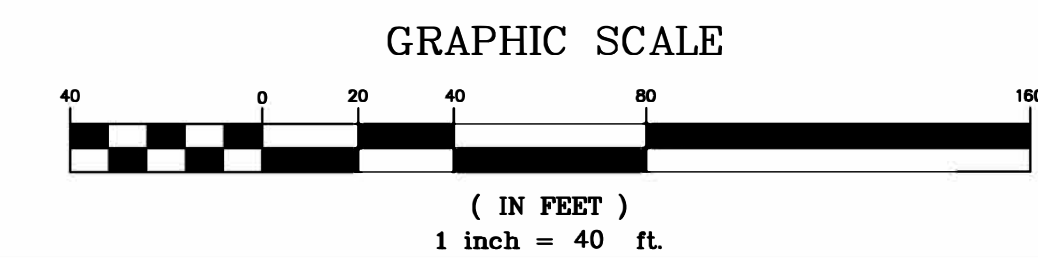 GRAPHIC SCALE
40 0 20 40 80 160
( IN FEET )
1 inch = 40 ft.